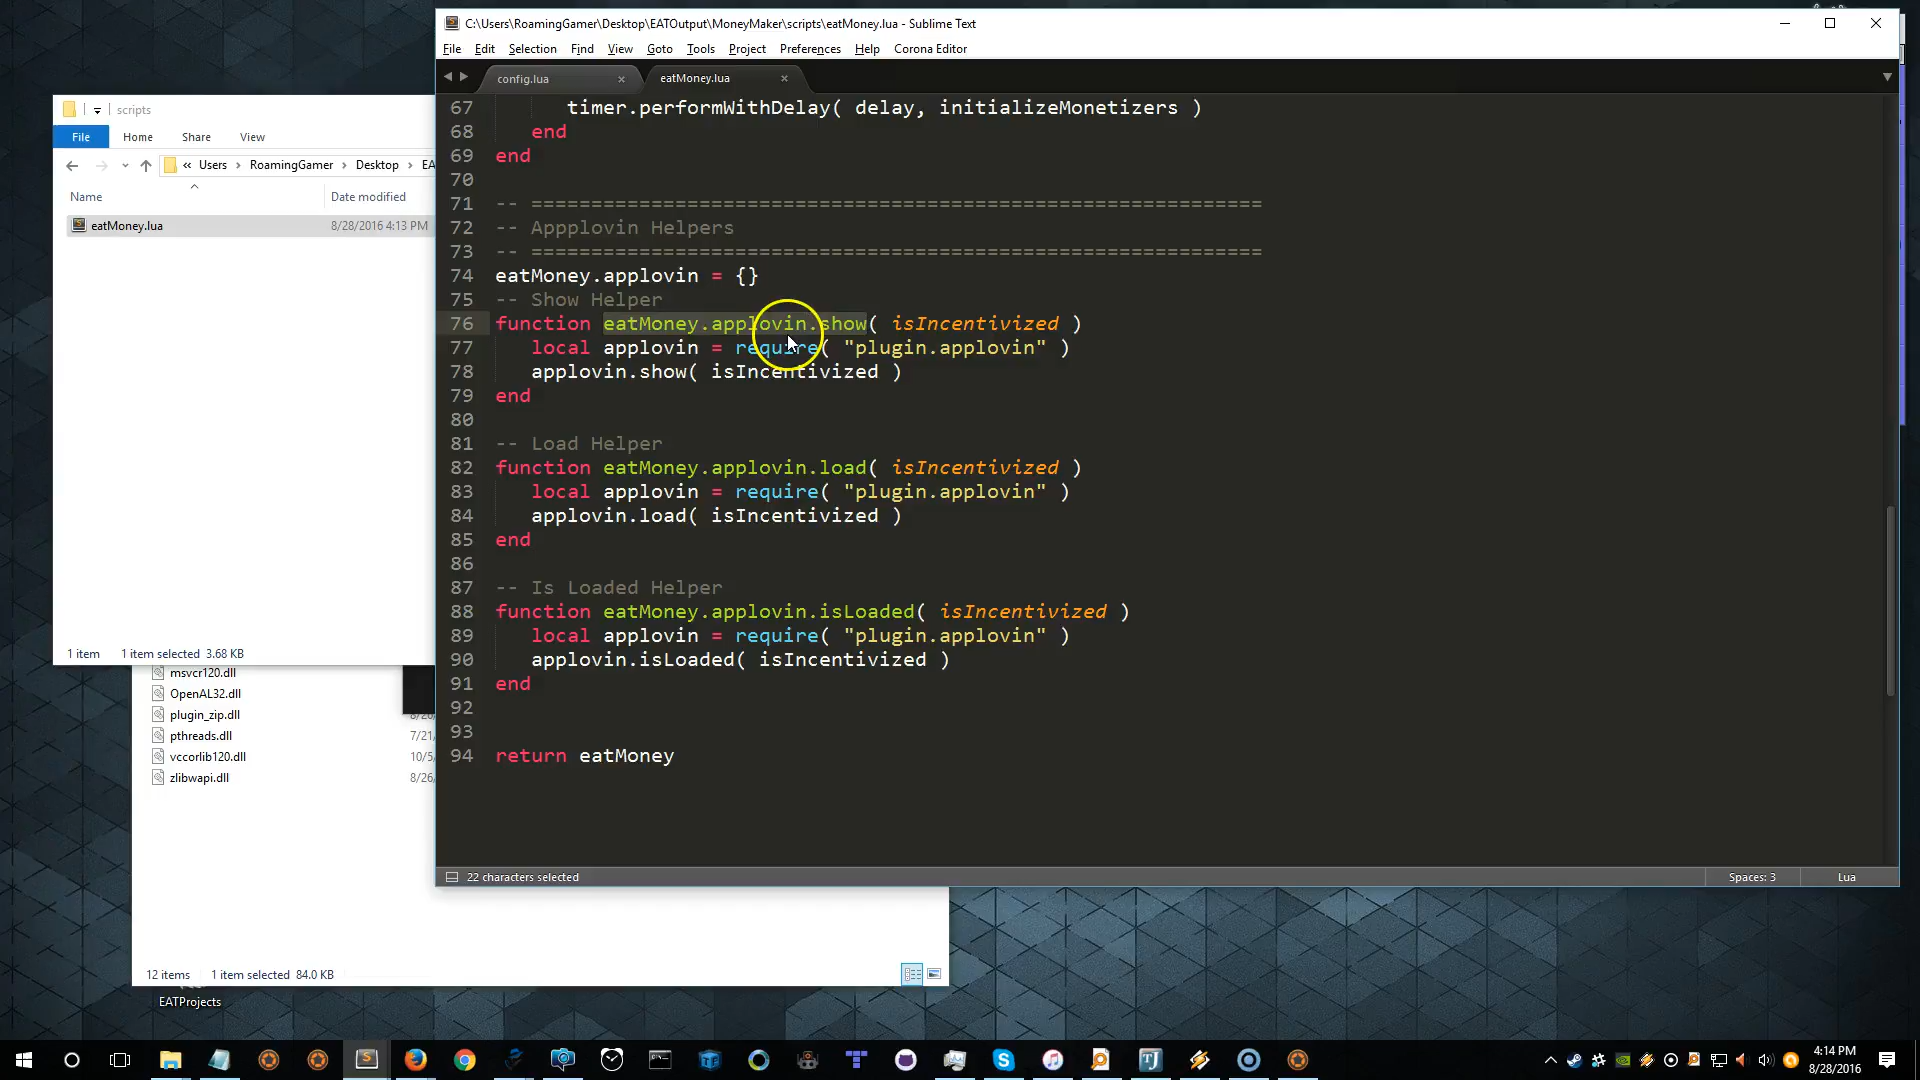 C:\Users\RoamingGamer\Desktop\EATOutput\MoneyMaker\scripts\eatMoney.lua - Sublime Text
File Edit Selection Find View Goto Tools Project Preferences Help Corona Editor
config.lua × eatMoney.lua ×
67 timer.performWithDelay( delay, initializeMonetizers )
68 end
69 end
70
71 -- =============================================================
72 -- Appplovin Helpers
73 -- =============================================================
74 eatMoney.applovin = {}
75 -- Show Helper
76 function eatMoney.applovin.show( isIncentivized )
77 local applovin = require( "plugin.applovin" )
78 applovin.show( isIncentivized )
79 end
80
81 -- Load Helper
82 function eatMoney.applovin.load( isIncentivized )
83 local applovin = require( "plugin.applovin" )
84 applovin.load( isIncentivized )
85 end
86
87 -- Is Loaded Helper
88 function eatMoney.applovin.isLoaded( isIncentivized )
89 local applovin = require( "plugin.applovin" )
90 applovin.isLoaded( isIncentivized )
91 end
92
93
94 return eatMoney
22 characters selected Spaces: 3 Lua
scripts
File Home Share View
« Users › RoamingGamer › Desktop ›
Name Date modified
eatMoney.lua 8/28/2016 4:13 PM
1 item 1 item selected 3.68 KB
msvcr120.dll
OpenAL32.dll
plugin_zip.dll
pthreads.dll 7/21/
vccorlib120.dll 10/5/
zlibwapi.dll 8/26/
12 items 1 item selected 84.0 KB
EATProjects
4:14 PM
8/28/2016